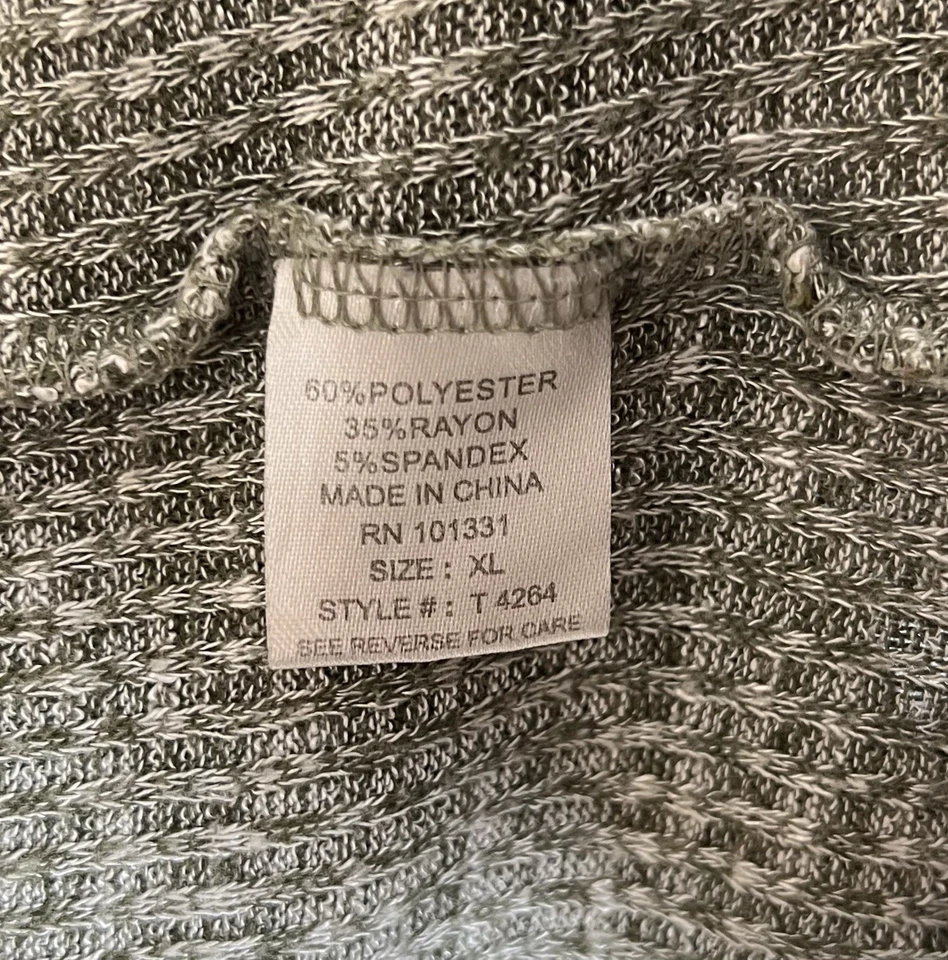 60%POLYESTER
35%RAYON
5%SPANDEX
MADE IN CHINA
RN 101331
SIZE : XL
STYLE # : T 4264
SEE REVERSE FOR CARE